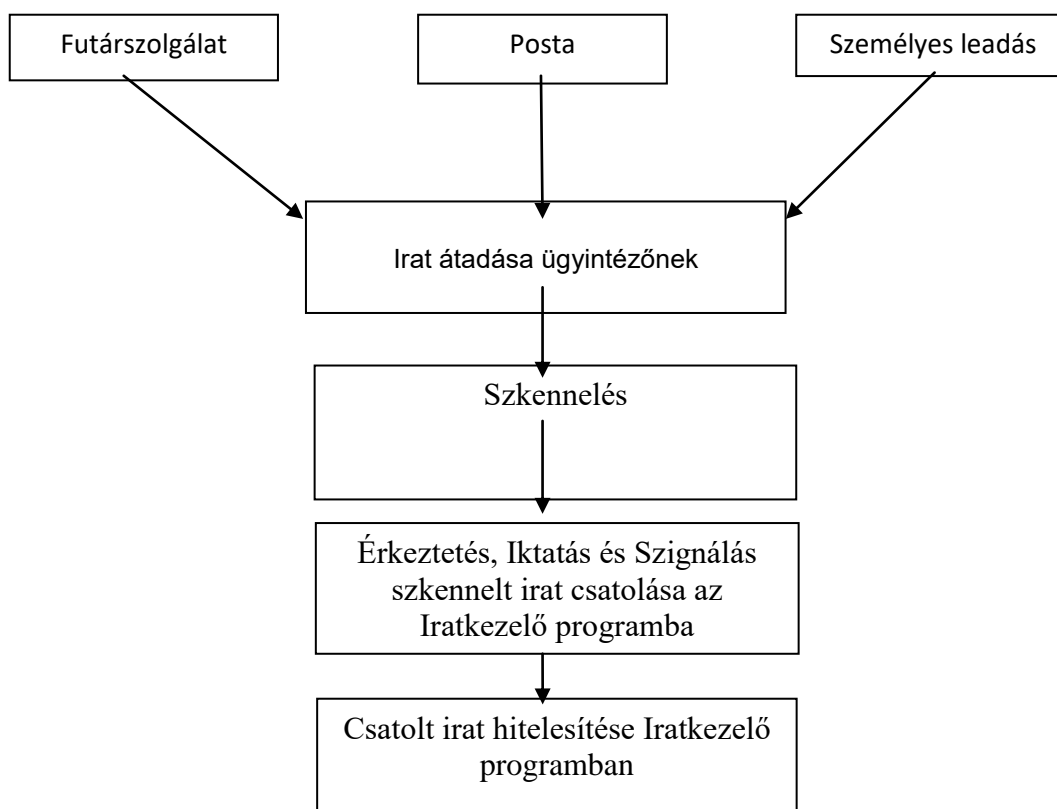 Futárszolgálat
Posta
Személyes leadás
Irat átadása ügyintézőnek
Szkennelés
Érkeztetés, Iktatás és Szignálás
szkennelt irat csatolása az
Iratkezelő programba
Csatolt irat hitelesítése Iratkezelő
programban